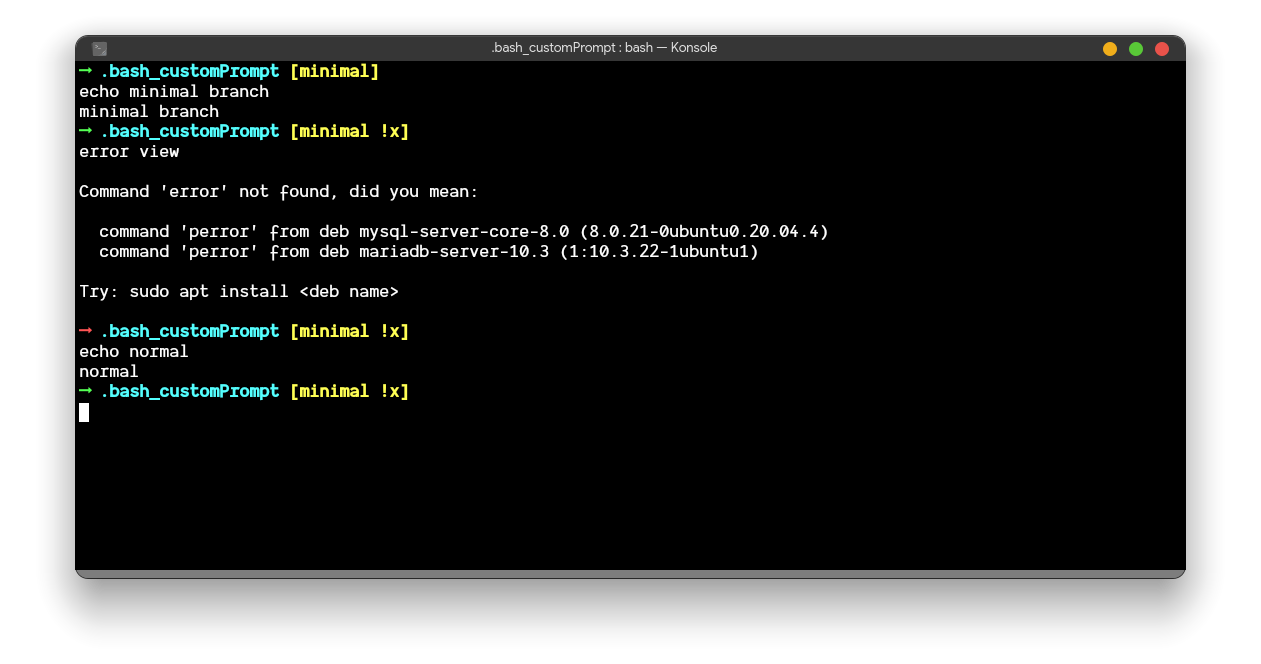 .bash_customPrompt : bash — Konsole
→ .bash_customPrompt [minimal]
echo minimal branch
minimal branch
→ .bash_customPrompt [minimal !x]
error view
Command 'error' not found, did you mean:
command 'perror' from deb mysql-server-core-8.0 (8.0.21-0ubuntu0.20.04.4)
command 'perror' from deb mariadb-server-10.3 (1:10.3.22-1ubuntu1)
Try: sudo apt install <deb name>
→ .bash_customPrompt [minimal !x]
echo normal
normal
→ .bash_customPrompt [minimal !x]